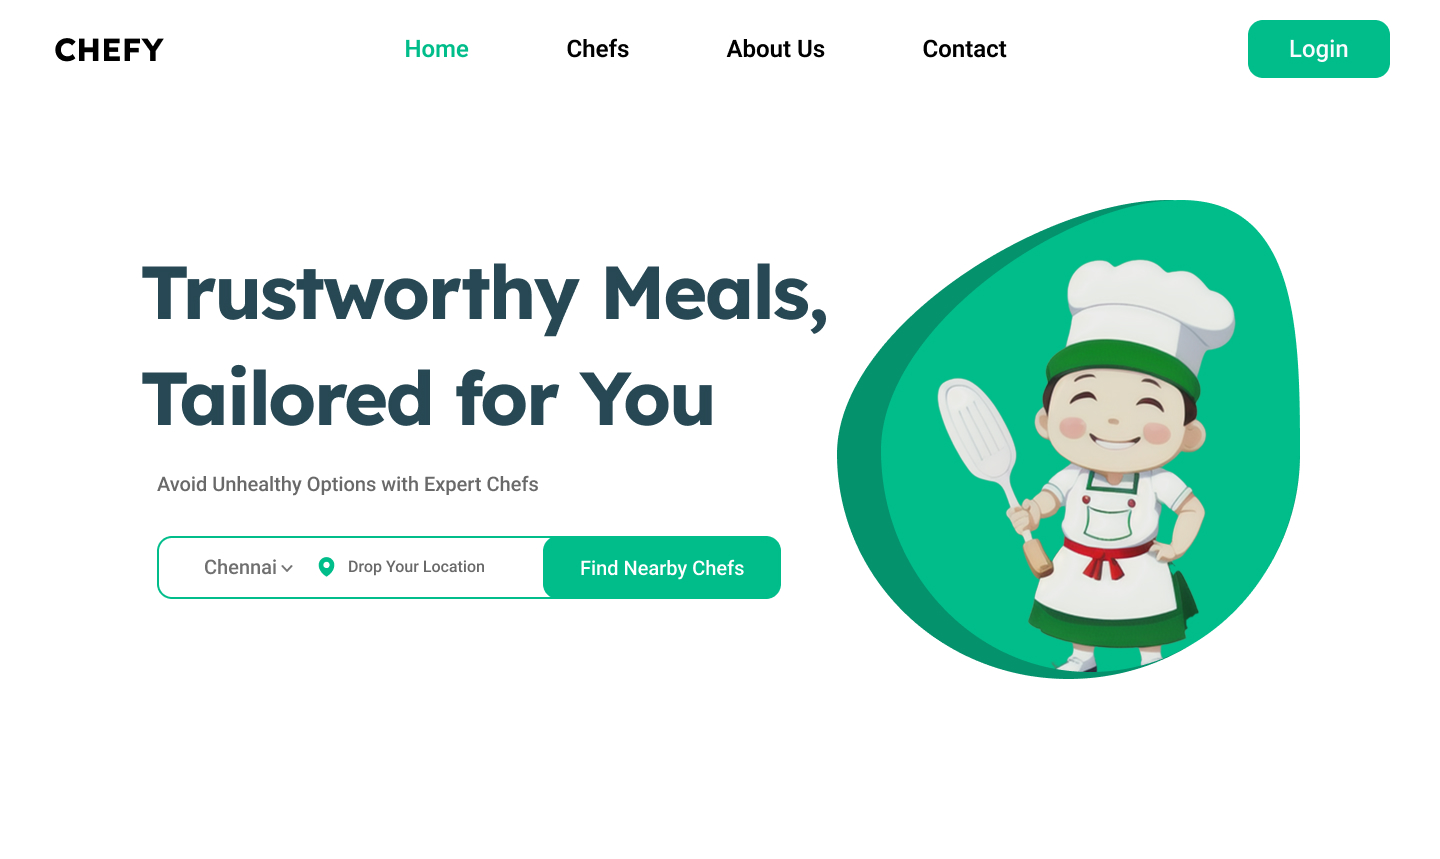 CHEFY
Home
Chefs
About Us
Contact
Login
Trustworthy Meals,
Tailored for You
Avoid Unhealthy Options with Expert Chefs
Chennai
Drop Your Location
Find Nearby Chefs